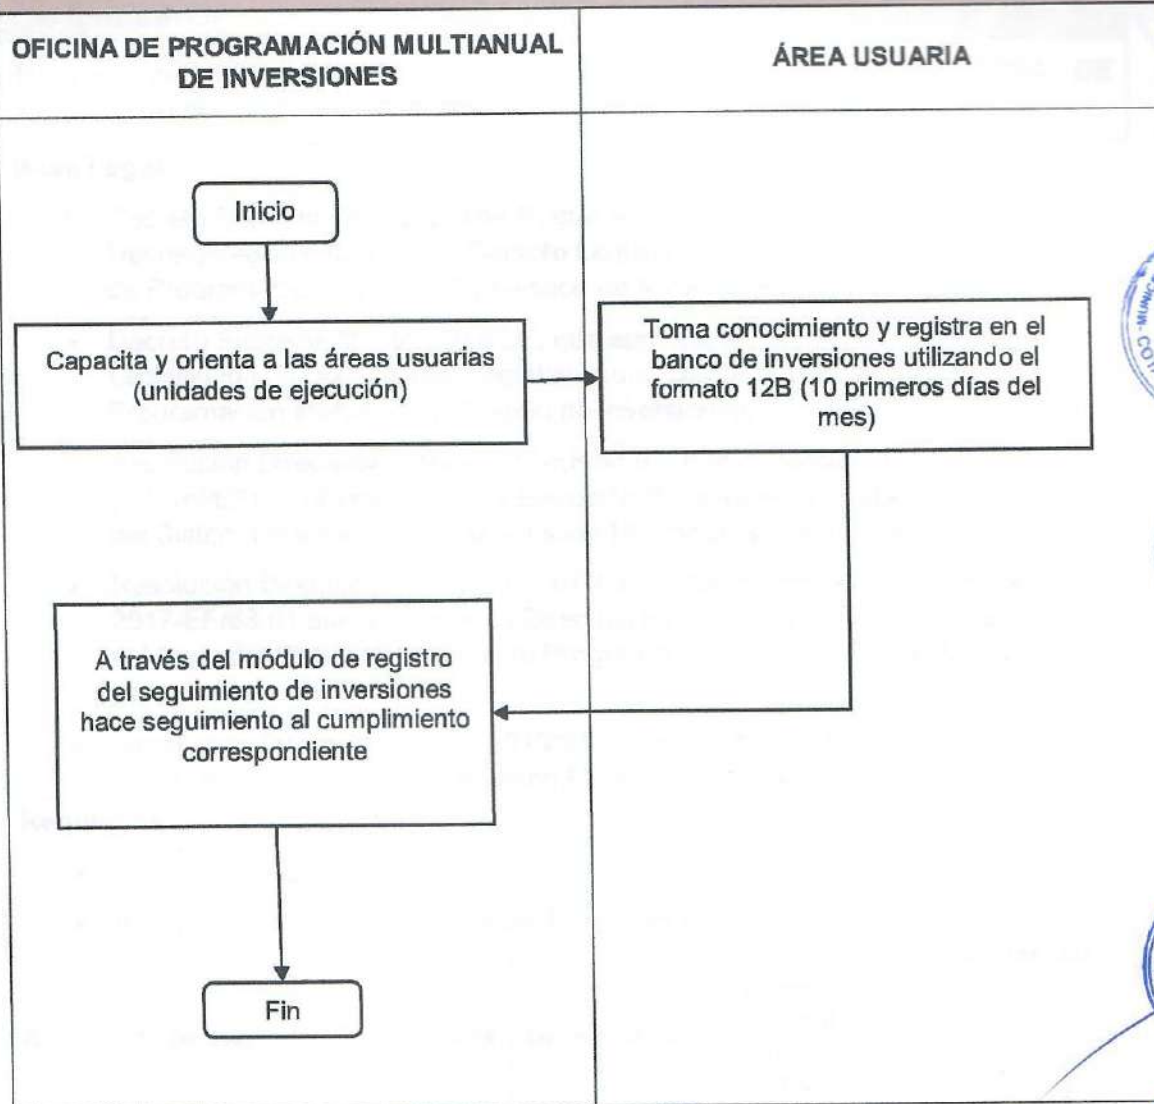 OFICINA DE PROGRAMACIÓN MULTIANUAL
DE INVERSIONES
ÁREA USUARIA
Inicio
Capacita y orienta a las áreas usuarias
(unidades de ejecución)
Toma conocimiento y registra en el
banco de inversiones utilizando el
formato 12B (10 primeros días del
mes)
A través del módulo de registro
del seguimiento de inversiones
hace seguimiento al cumplimiento
correspondiente
Fin